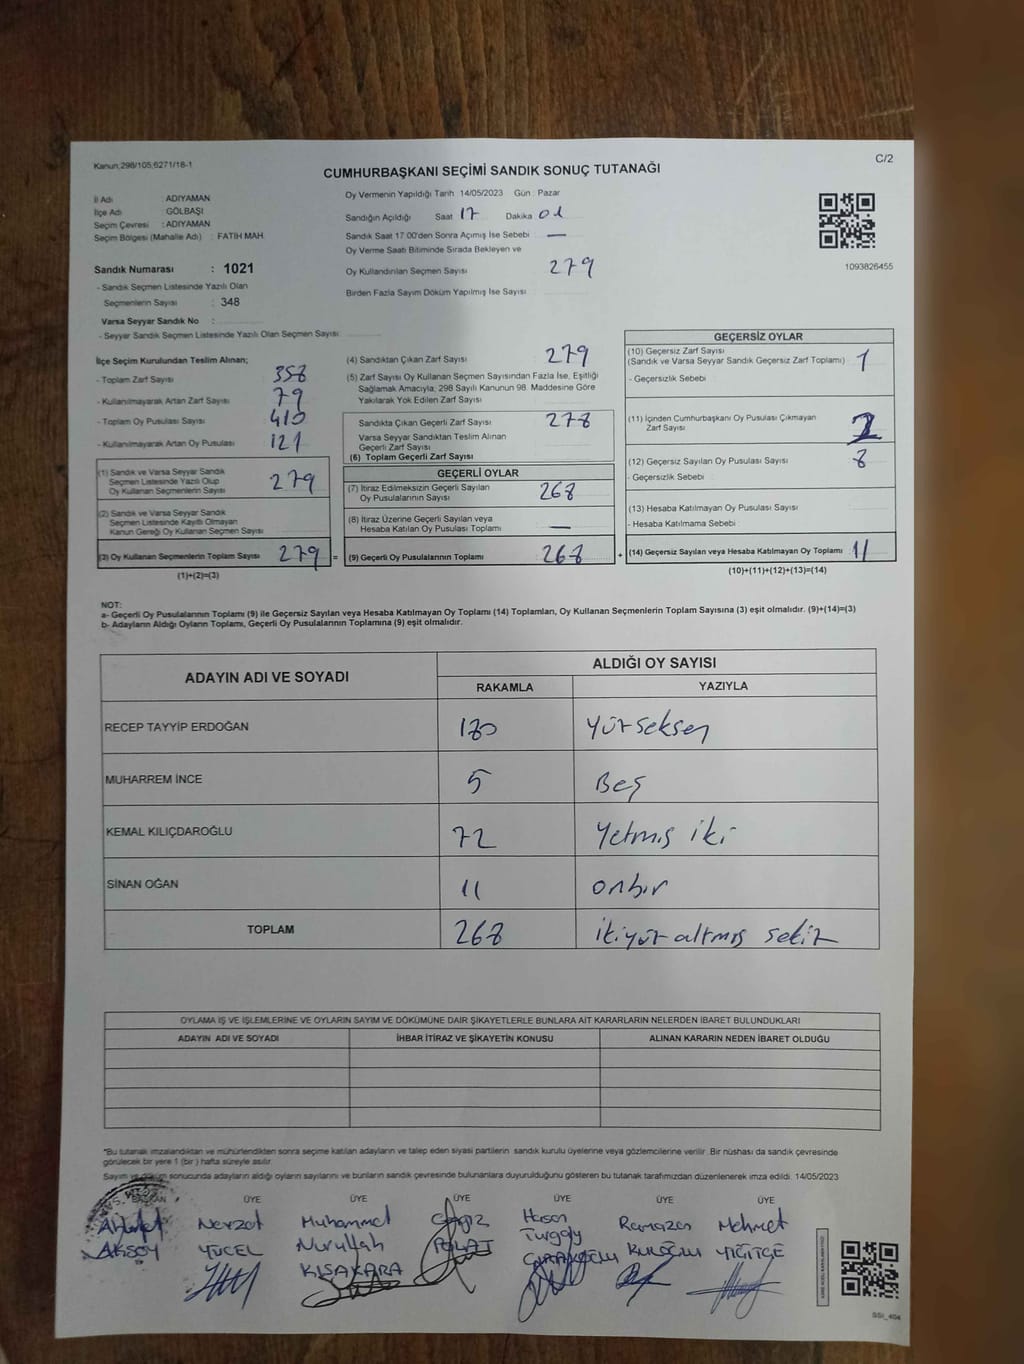 Kanun;298/105,6271/18-1
C/2
CUMHURBAŞKANI SEÇİMİ SANDIK SONUÇ TUTANAĞI
İl Adı : ADIYAMAN
İlçe Adı : GÖLBAŞI
Seçim Çevresi : ADIYAMAN
Seçim Bölgesi (Mahalle Adı) : FATİH MAH.
Sandık Numarası : 1021
- Sandık Seçmen Listesinde Yazılı Olan
Seçmenlerin Sayısı : 348
Varsa Seyyar Sandık No :
- Seyyar Sandık Seçmen Listesinde Yazılı Olan Seçmen Sayısı:
Oy Vermenin Yapıldığı Tarih 14/05/2023 Gün : Pazar
Sandığın Açıldığı Saat 17 Dakika 01
Sandık Saat 17:00'den Sonra Açılmış İse Sebebi —
Oy Verme Saati Bitiminde Sırada Bekleyen ve
Oy Kullandırılan Seçmen Sayısı 279
Birden Fazla Sayım Döküm Yapılmış İse Sayısı
1093826455
İlçe Seçim Kurulundan Teslim Alınan;
- Toplam Zarf Sayısı 358
- Kullanılmayarak Artan Zarf Sayısı 79
- Toplam Oy Pusulası Sayısı 410
- Kullanılmayarak Artan Oy Pusulası 121
(1) Sandık ve Varsa Seyyar Sandık
Seçmen Listesinde Yazılı Olup
Oy Kullanan Seçmenlerin Sayısı 279
(2) Sandık ve Varsa Seyyar Sandık
Seçmen Listesinde Kayıtlı Olmayan
Kanun Gereği Oy Kullanan Seçmen Sayısı
(3) Oy Kullanan Seçmenlerin Toplam Sayısı 279 =
(1)+(2)=(3)
(4) Sandıktan Çıkan Zarf Sayısı 279
(5) Zarf Sayısı Oy Kullanan Seçmen Sayısından Fazla İse, Eşitliği
Sağlamak Amacıyla, 298 Sayılı Kanunun 98. Maddesine Göre
Yakılarak Yok Edilen Zarf Sayısı
Sandıkta Çıkan Geçerli Zarf Sayısı 278
Varsa Seyyar Sandıktan Teslim Alınan
Geçerli Zarf Sayısı
(6) Toplam Geçerli Zarf Sayısı
GEÇERLİ OYLAR
(7) İtiraz Edilmeksizin Geçerli Sayılan
Oy Pusulalarının Sayısı 268
(8) İtiraz Üzerine Geçerli Sayılan veya
Hesaba Katılan Oy Pusulası Toplamı —
(9) Geçerli Oy Pusulalarının Toplamı 268 +
GEÇERSİZ OYLAR
(10) Geçersiz Zarf Sayısı
(Sandık ve Varsa Seyyar Sandık Geçersiz Zarf Toplamı) 1
- Geçersizlik Sebebi
(11) İçinden Cumhurbaşkanı Oy Pusulası Çıkmayan
Zarf Sayısı 2
(12) Geçersiz Sayılan Oy Pusulası Sayısı 8
- Geçersizlik Sebebi
(13) Hesaba Katılmayan Oy Pusulası Sayısı
- Hesaba Katılmama Sebebi
(14) Geçersiz Sayılan veya Hesaba Katılmayan Oy Toplamı 11
(10)+(11)+(12)+(13)=(14)
NOT:
a- Geçerli Oy Pusulalarının Toplamı (9) ile Geçersiz Sayılan veya Hesaba Katılmayan Oy Toplamı (14) Toplamları, Oy Kullanan Seçmenlerin Toplam Sayısına (3) eşit olmalıdır. (9)+(14)=(3)
b- Adayların Aldığı Oyların Toplamı, Geçerli Oy Pusulalarının Toplamına (9) eşit olmalıdır.
ADAYIN ADI VE SOYADI
ALDIĞI OY SAYISI
RAKAMLA YAZIYLA
RECEP TAYYİP ERDOĞAN 180 Yüzseksen
MUHARREM İNCE 5 Beş
KEMAL KILIÇDAROĞLU 72 Yetmiş iki
SİNAN OĞAN 11 onbir
TOPLAM 268 ikiyüz altmış sekiz
OYLAMA İŞ VE İŞLEMLERİNE VE OYLARIN SAYIM VE DÖKÜMÜNE DAİR ŞİKAYETLERLE BUNLARA AİT KARARLARIN NELERDEN İBARET BULUNDUKLARI
ADAYIN ADI VE SOYADI İHBAR İTİRAZ VE ŞİKAYETİN KONUSU ALINAN KARARIN NEDEN İBARET OLDUĞU
*Bu tutanak imzalandıktan ve mühürlendikten sonra seçime katılan adayların ve talep eden siyasi partilerin sandık kurulu üyelerine veya gözlemcilerine verilir. Bir nüshası da sandık çevresinde
görülecek bir yere 1 (bir ) hafta süreyle asılır.
Sayım ve döküm sonucunda adayların aldığı oyların sayılarını ve bunların sandık çevresinde bulunanlara duyurulduğunu gösteren bu tutanak tarafımızdan düzenlenerek imza edildi. 14/05/2023
BAŞKAN ÜYE ÜYE ÜYE ÜYE ÜYE ÜYE
Ahmet Nevzat Muhammet Cengiz Hasan Ramazan Mehmet
AKSOY YÜCEL Nurullah POLAT Turgay KULOĞLU YİĞİTCE
KISAKARA
SSİ_404